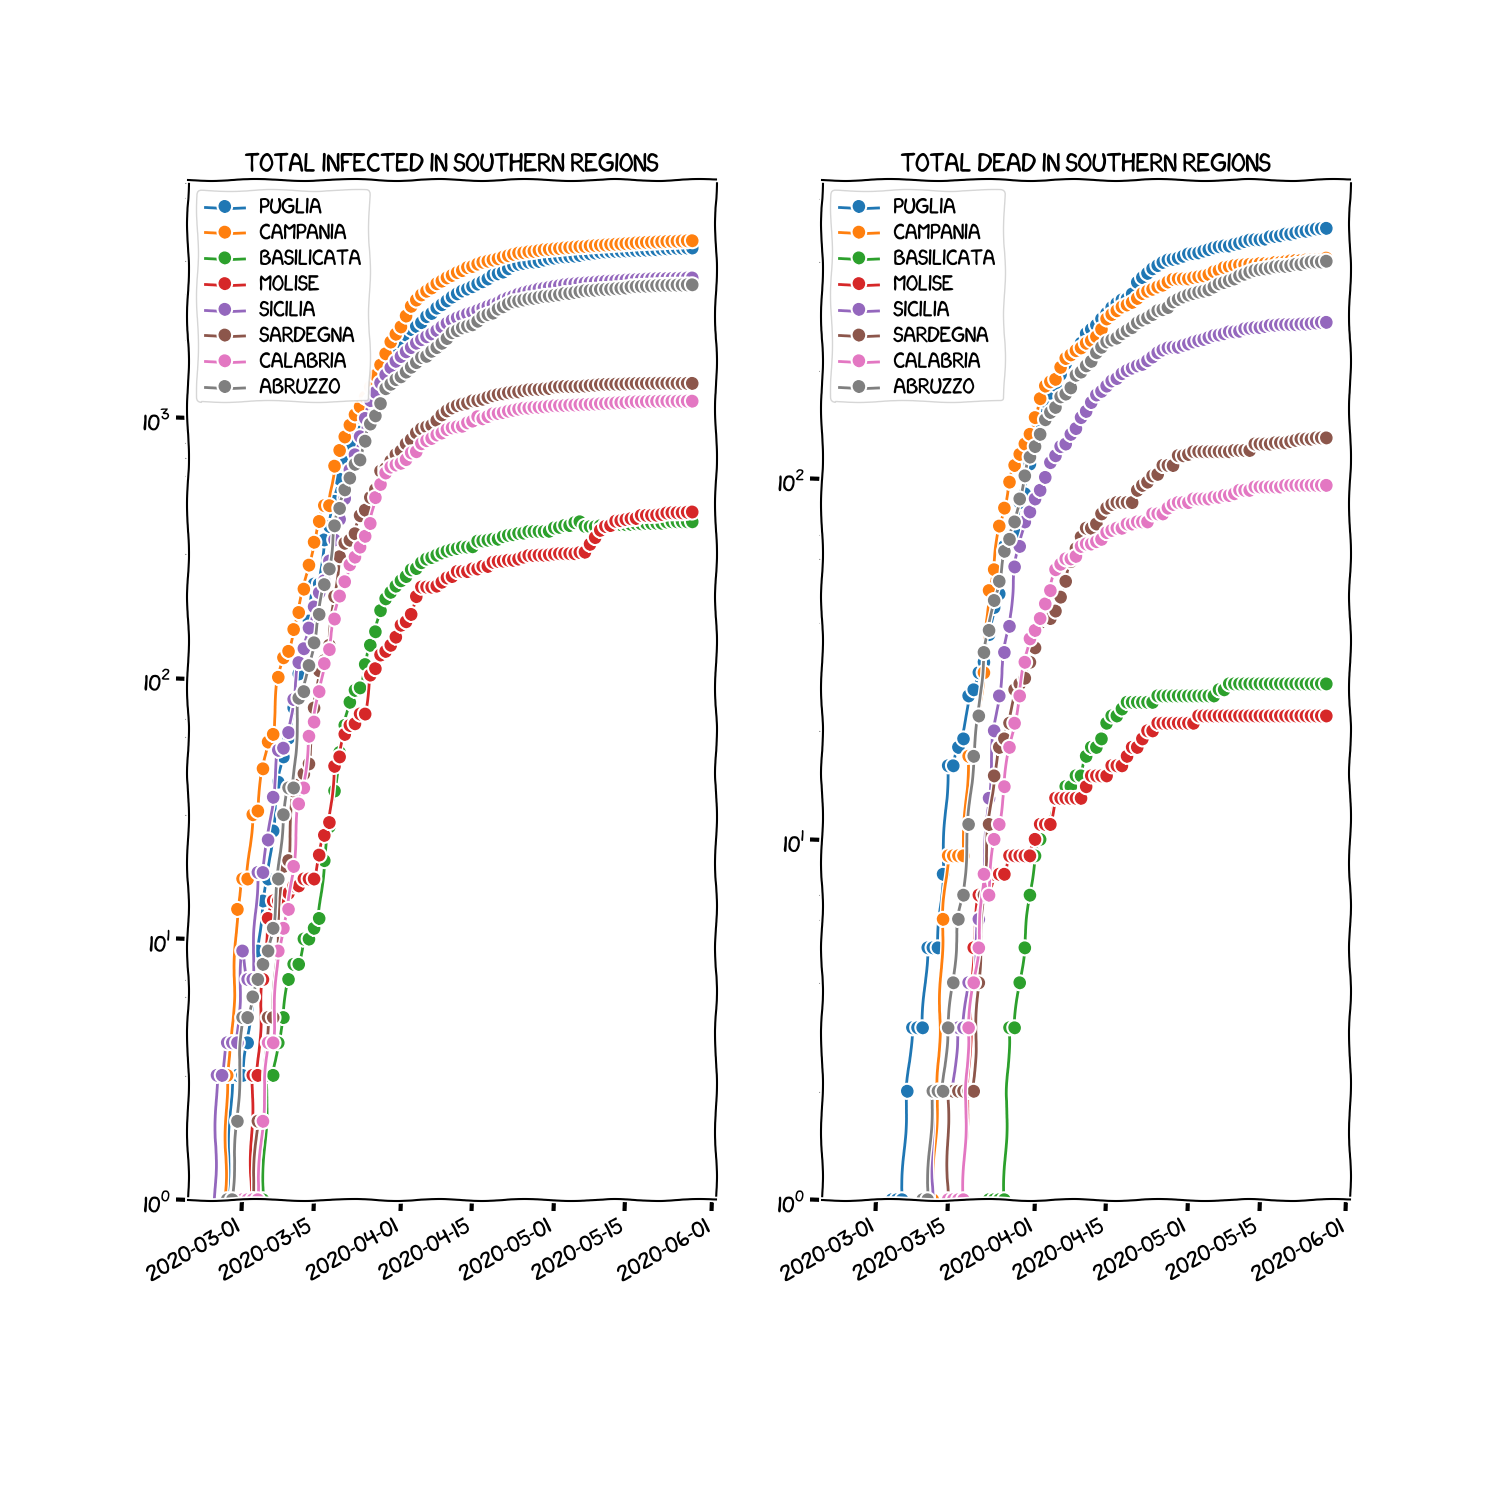 TOTAL INFECTED IN SOUTHERN REGIONS
PUGLIA
CAMPANIA
BASILICATA
MOLISE
SICILIA
SARDEGNA
CALABRIA
ABRUZZO
10³
10²
10¹
10⁰
2020-03-01
2020-03-15
2020-04-01
2020-04-15
2020-05-01
2020-05-15
2020-06-01
TOTAL DEAD IN SOUTHERN REGIONS
PUGLIA
CAMPANIA
BASILICATA
MOLISE
SICILIA
SARDEGNA
CALABRIA
ABRUZZO
10²
10¹
10⁰
2020-03-01
2020-03-15
2020-04-01
2020-04-15
2020-05-01
2020-05-15
2020-06-01